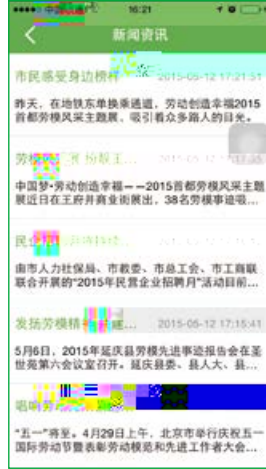 16:21
新闻资讯
市民感受身边榜样
2015-05-12 17:21:51
昨天，在地铁东单换乘通道，劳动创造幸福2015
首都劳模风采主题展，吸引着众多路人的目光。
中国梦·劳动创造幸福——2015首都劳模风采主题
展近日在王府井商业街展出，38名劳模事迹吸...
由市人力社保局、市教委、市总工会、市工商联
联合开展的“2015年民营企业招聘月”活动目前...
发扬劳模精
2015-05-12 17:15:41
5月6日，2015年延庆县劳模先进事迹报告会在圣
世苑第六会议室召开。延庆县委、县人大、县...
唱响
“五一”将至。4月29日上午，北京市举行庆祝五一
国际劳动节暨表彰劳动模范和先进工作者大会...